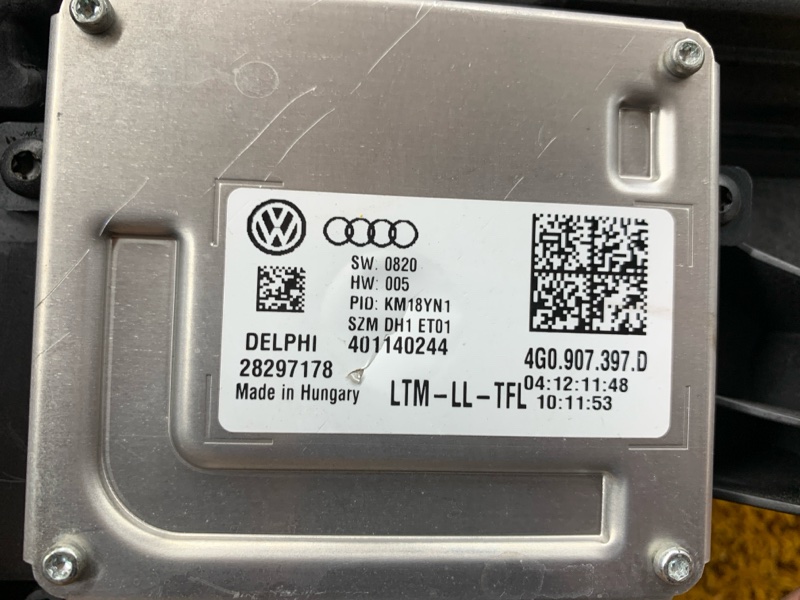 SW. 0820
HW: 005
PID: KM18YN1
SZM DH1 ET01
DELPHI 401140244
28297178
Made in Hungary
LTM-LL-TFL
4G0.907.397.D
04:12:11:48
10:11:53